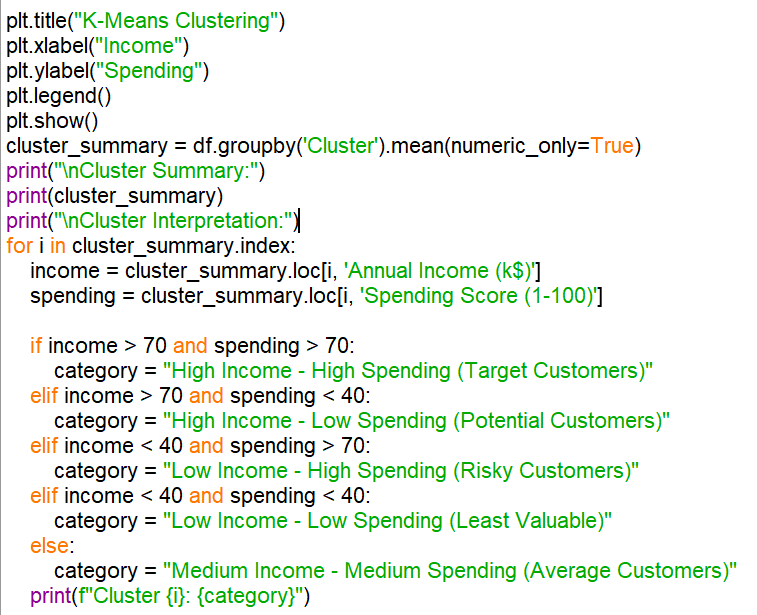 plt.title("K-Means Clustering")
plt.xlabel("Income")
plt.ylabel("Spending")
plt.legend()
plt.show()
cluster_summary = df.groupby('Cluster').mean(numeric_only=True)
print("\nCluster Summary:")
print(cluster_summary)
print("\nCluster Interpretation:")
for i in cluster_summary.index:
    income = cluster_summary.loc[i, 'Annual Income (k$)']
    spending = cluster_summary.loc[i, 'Spending Score (1-100)']

    if income > 70 and spending > 70:
        category = "High Income - High Spending (Target Customers)"
    elif income > 70 and spending < 40:
        category = "High Income - Low Spending (Potential Customers)"
    elif income < 40 and spending > 70:
        category = "Low Income - High Spending (Risky Customers)"
    elif income < 40 and spending < 40:
        category = "Low Income - Low Spending (Least Valuable)"
    else:
        category = "Medium Income - Medium Spending (Average Customers)"
    print(f"Cluster {i}: {category}")